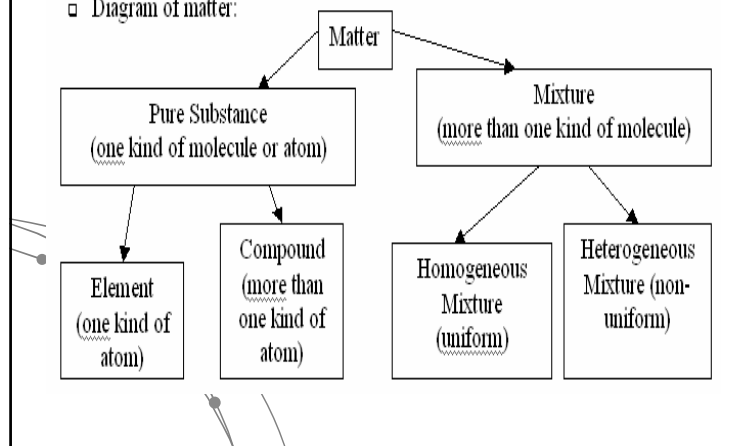 Diagram of matter:
Matter
Pure Substance
(one kind of molecule or atom)
Mixture
(more than one kind of molecule)
Element
(one kind of
atom)
Compound
(more than
one kind of
atom)
Homogeneous
Mixture
(uniform)
Heterogeneous
Mixture (non-
uniform)